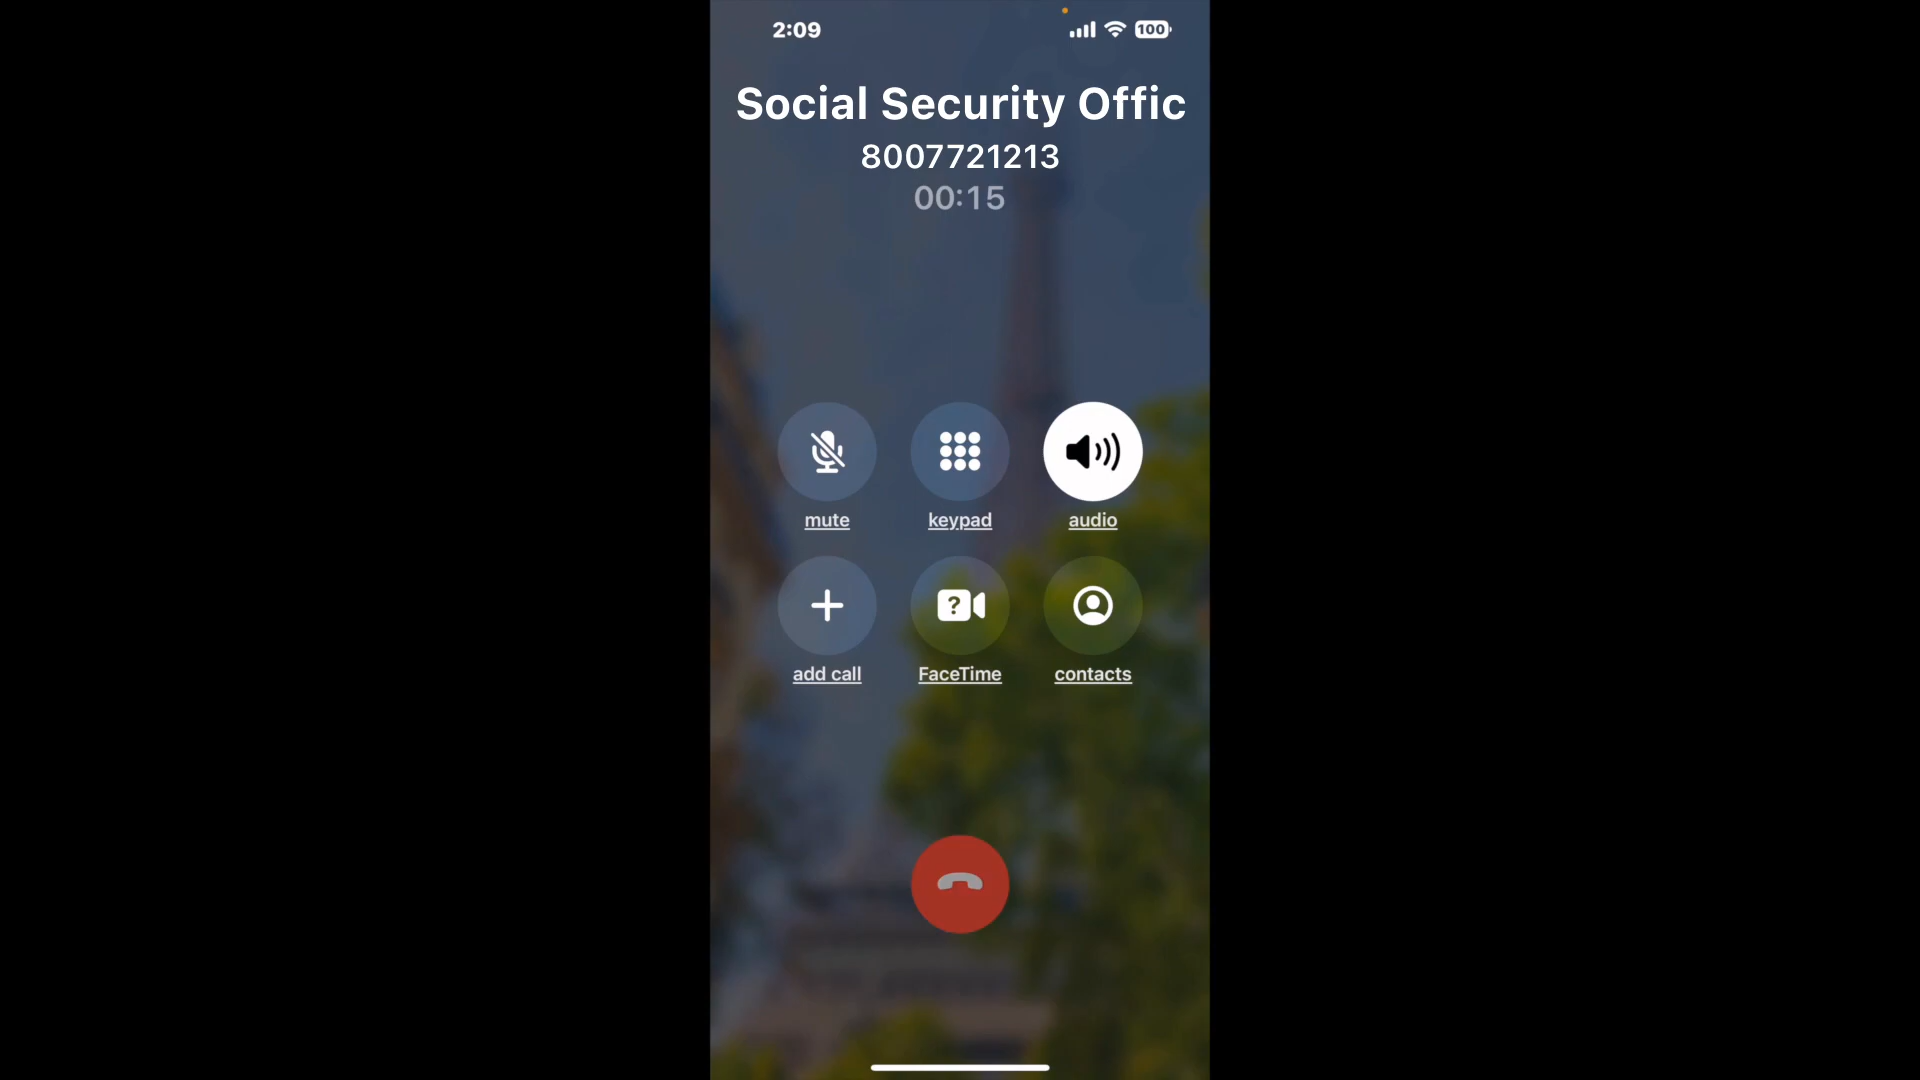 2:09
100
Social Security Offic
8007721213
00:15
mute
keypad
audio
?
add call
FaceTime
contacts